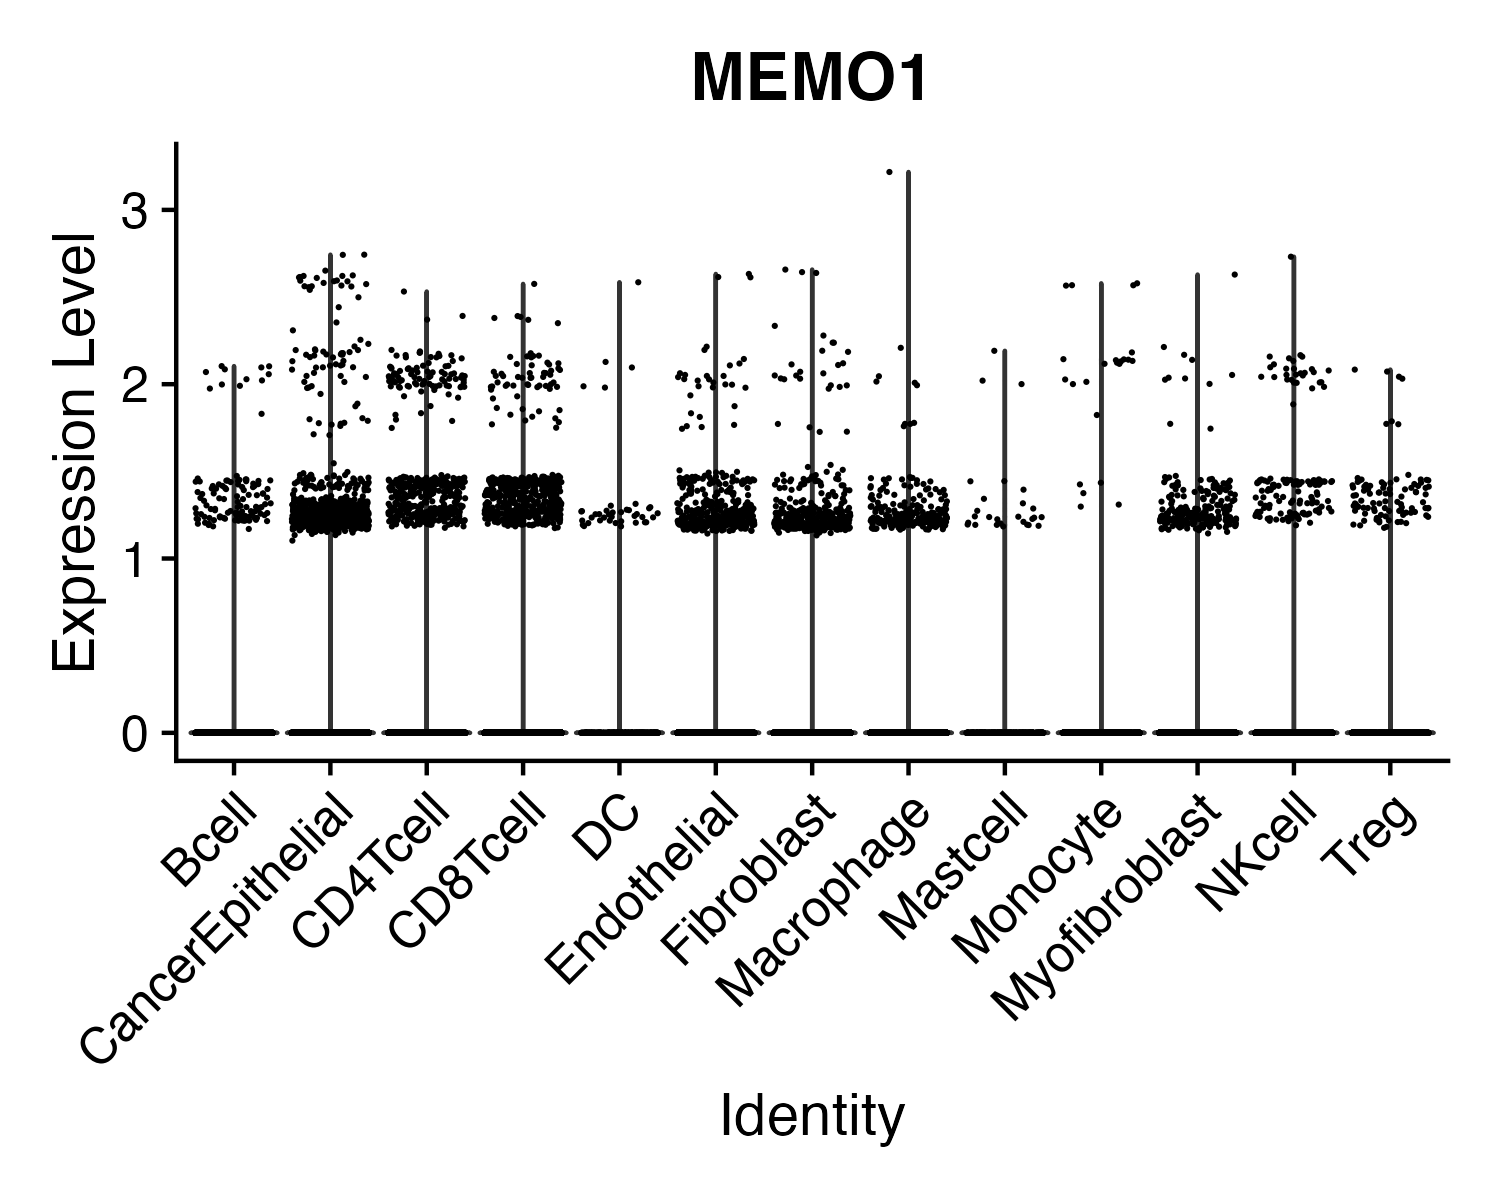 MEMO1
Expression Level
3
2
1
0
Bcell
CancerEpithelial
CD4Tcell
CD8Tcell
DC
Endothelial
Fibroblast
Macrophage
Mastcell
Monocyte
Myofibroblast
NKcell
Treg
Identity